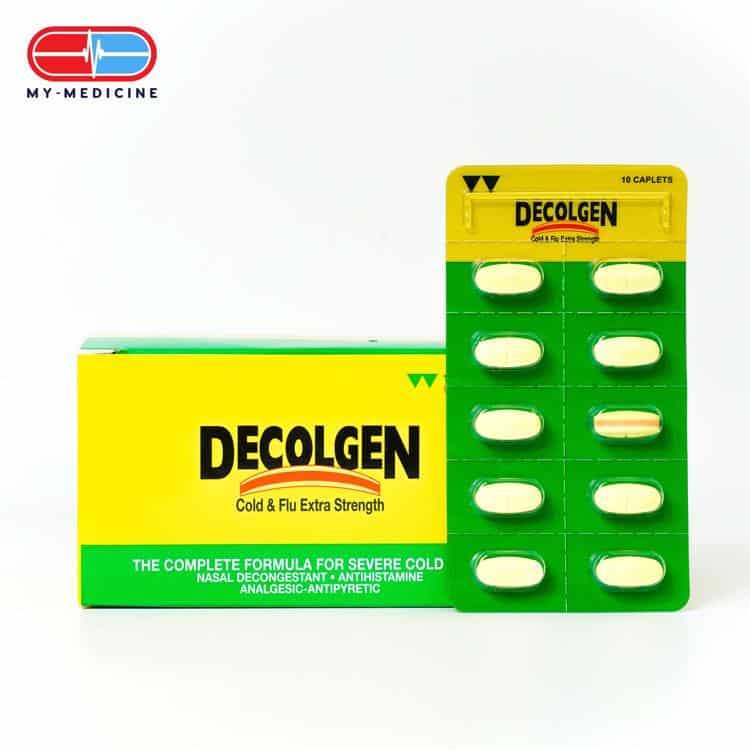 MY-MEDICINE
10 CAPLETS
DECOLGEN
Cold & Flu Extra Strength
DECOLGEN
Cold & Flu Extra Strength
THE COMPLETE FORMULA FOR SEVERE COLD
NASAL DECONGESTANT • ANTIHISTAMINE
ANALGESIC-ANTIPYRETIC